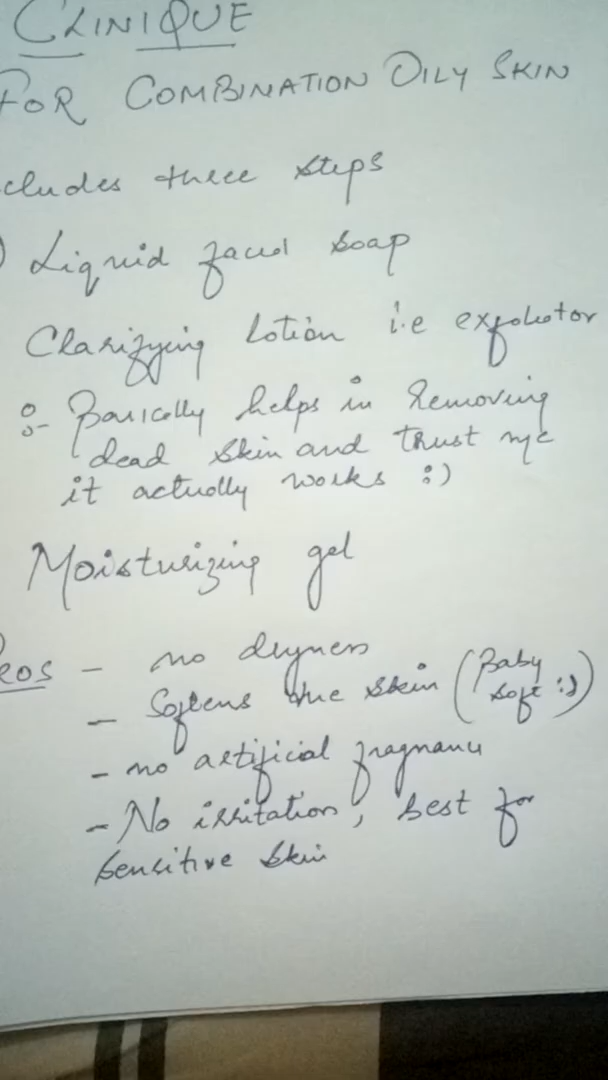 CLINIQUE
FOR COMBINATION OILY SKIN
cludes three steps
) Liquid facial soap
Clarifying Lotion i.e exfoliator
:- Basically helps in Removing
dead skin and trust me
it actually works :)
Moisturizing gel
ROS - no dryness
- Softens the skin (Baby
soft :))
- no artificial fragnance
- No irritation, best for
sensitive skin